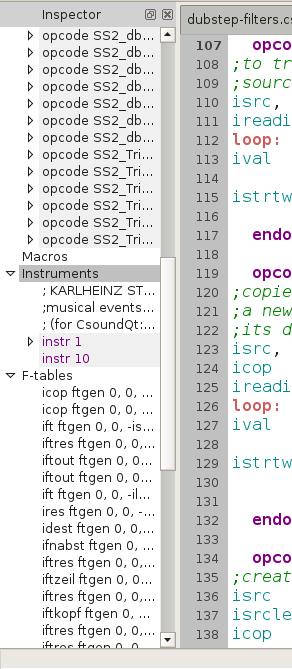 Inspector
opcode SS2_db...
opcode SS2_db...
opcode SS2_db...
opcode SS2_db...
opcode SS2_db...
opcode SS2_db...
opcode SS2_Tri...
opcode SS2_Tri...
opcode SS2_Tri...
opcode SS2_Tri...
opcode SS2_Tri...
opcode SS2_Tri...
Macros
Instruments
; KARLHEINZ ST...
;musical events...
; (for CsoundQt:...
instr 1
instr 10
F-tables
icop ftgen 0, 0, ...
icop ftgen 0, 0, ...
ift ftgen 0, 0, -is...
iftres ftgen 0, 0,...
iftout ftgen 0, 0...
iftout ftgen 0, 0...
ift ftgen 0, 0, -il...
ires ftgen 0, 0, -...
idest ftgen 0, 0,...
ifnabst ftgen 0, ...
iftres ftgen 0, 0,...
iftzeil ftgen 0, 0...
iftres ftgen 0, 0,...
iftkopf ftgen 0, ...
iftres ftgen 0, 0,...
iftres ftgen 0, 0,...
dubstep-filters.cs
107 opco
108 ;to tr
109 ;sourc
110 isrc,
111 ireadi
112 loop:
113 ival
114
115 istrtw
116
117 endo
118
119 opco
120 ;copie
121 ;a new
122 ;its d
123 isrc,
124 icop
125 ireadi
126 loop:
127 ival
128
129 istrtw
130
131
132 endo
133
134 opco
135 ;creat
136 isrc
137 isrcle
138 icop